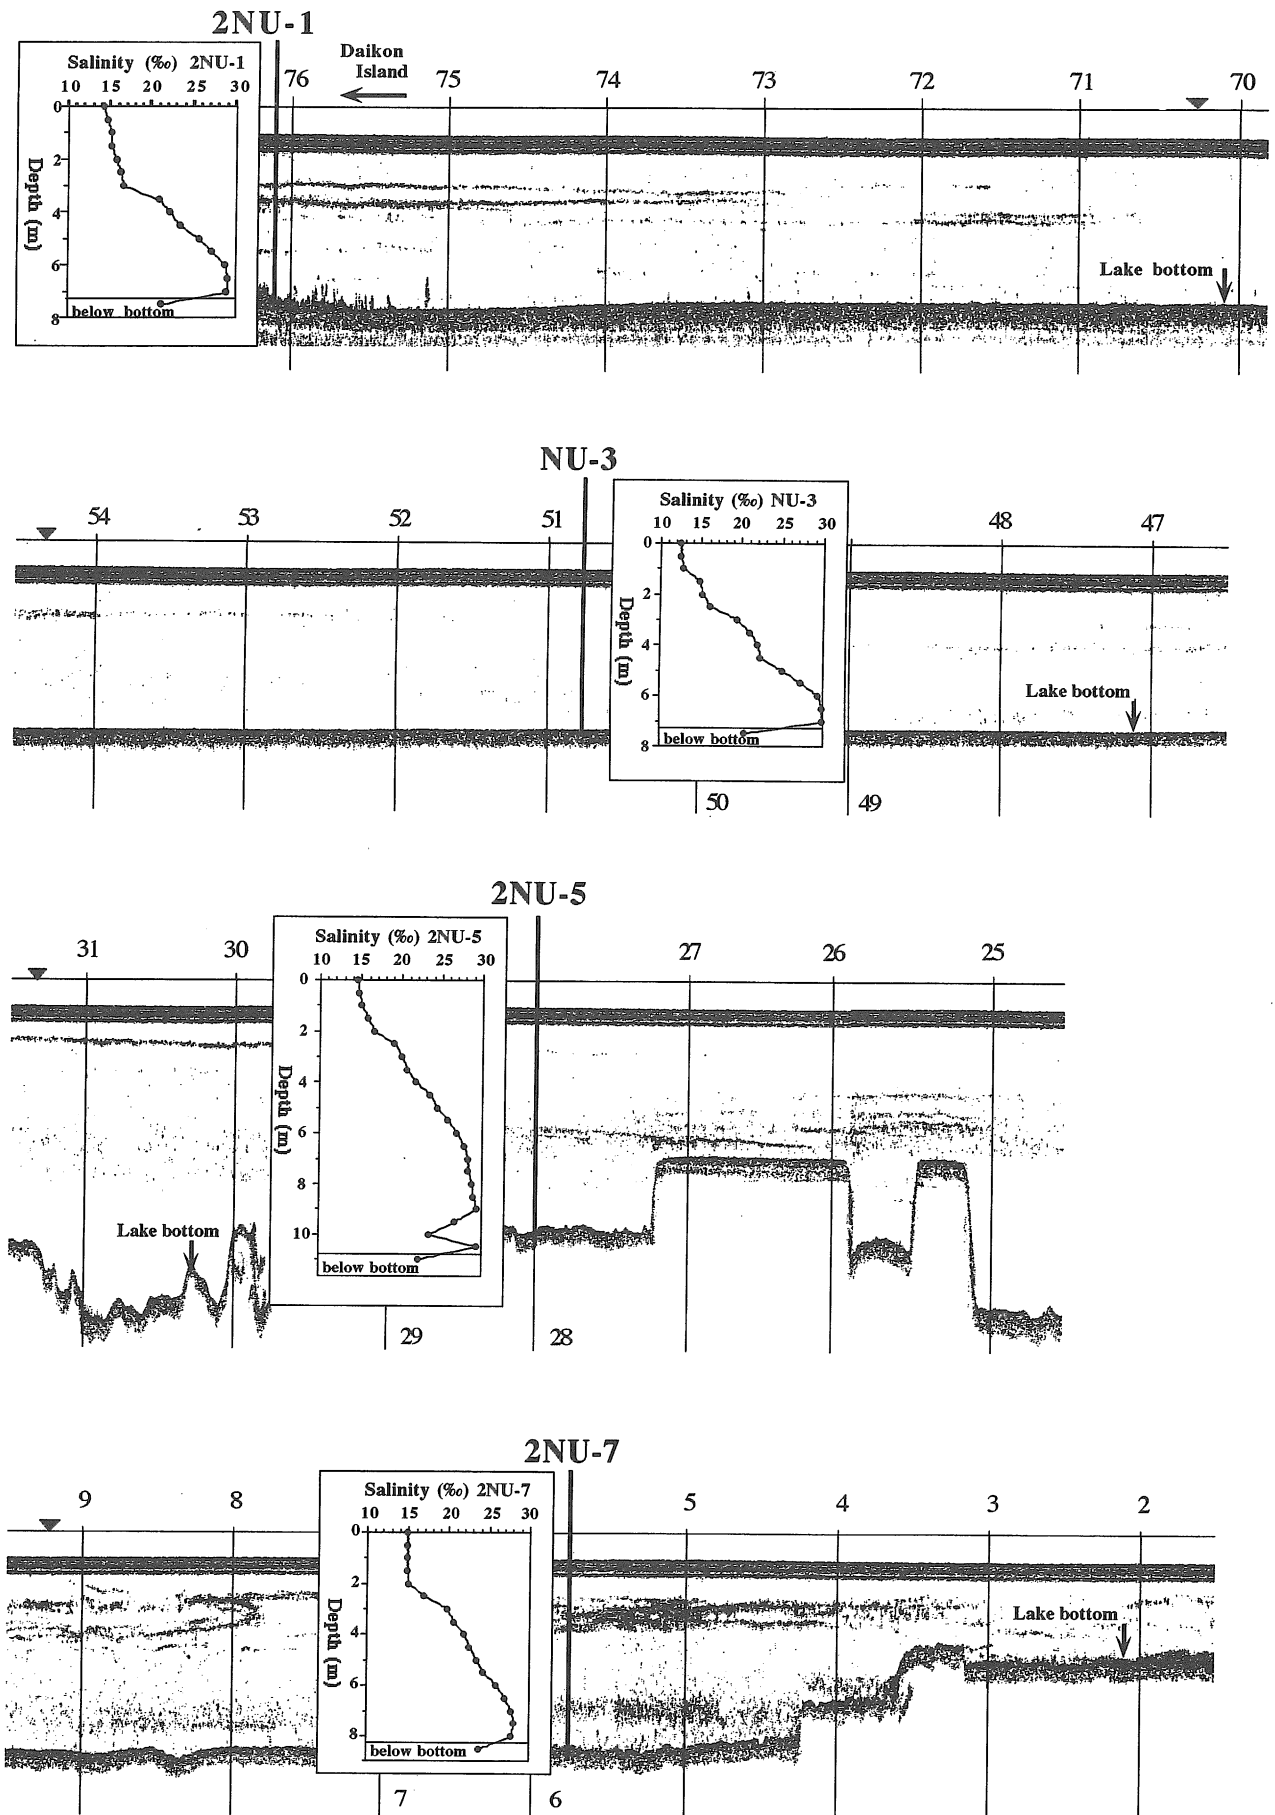 2NU-1
Salinity (‰) 2NU-1
10 15 20 25 30
Daikon
Island
76 75 74 73 72 71 70
0
2
4
6
8
Depth (m)
below bottom
Lake bottom
NU-3
54 53 52 51 48 47
Salinity (‰) NU-3
10 15 20 25 30
0
2
4
6
8
Depth (m)
below bottom
Lake bottom
50 49
2NU-5
31 30 27 26 25
Salinity (‰) 2NU-5
10 15 20 25 30
0
2
4
6
8
10
Depth (m)
below bottom
Lake bottom
29 28
2NU-7
9 8 5 4 3 2
Salinity (‰) 2NU-7
10 15 20 25 30
0
2
4
6
8
Depth (m)
below bottom
Lake bottom
7 6